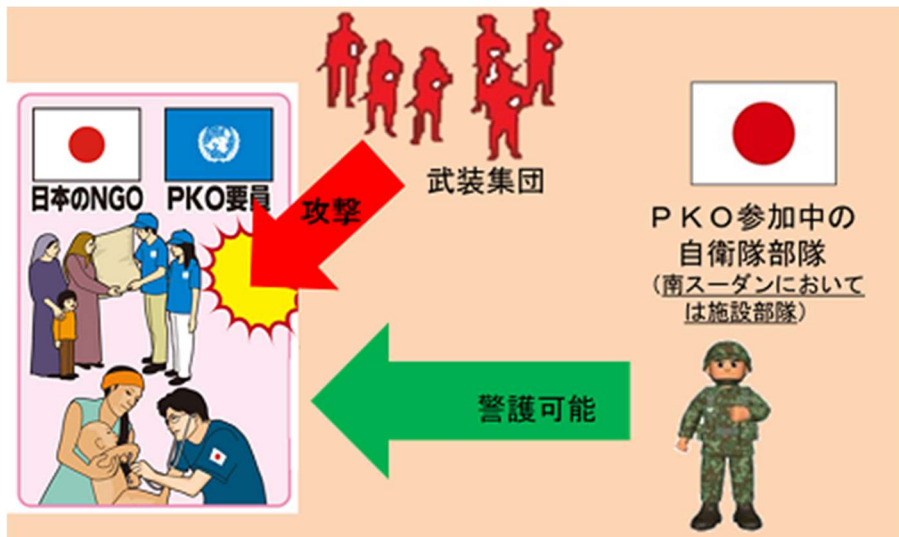 武装集団
日本のNGO
PKO要員
攻撃
PKO参加中の
自衛隊部隊
（南スーダンにおいて
は施設部隊）
警護可能